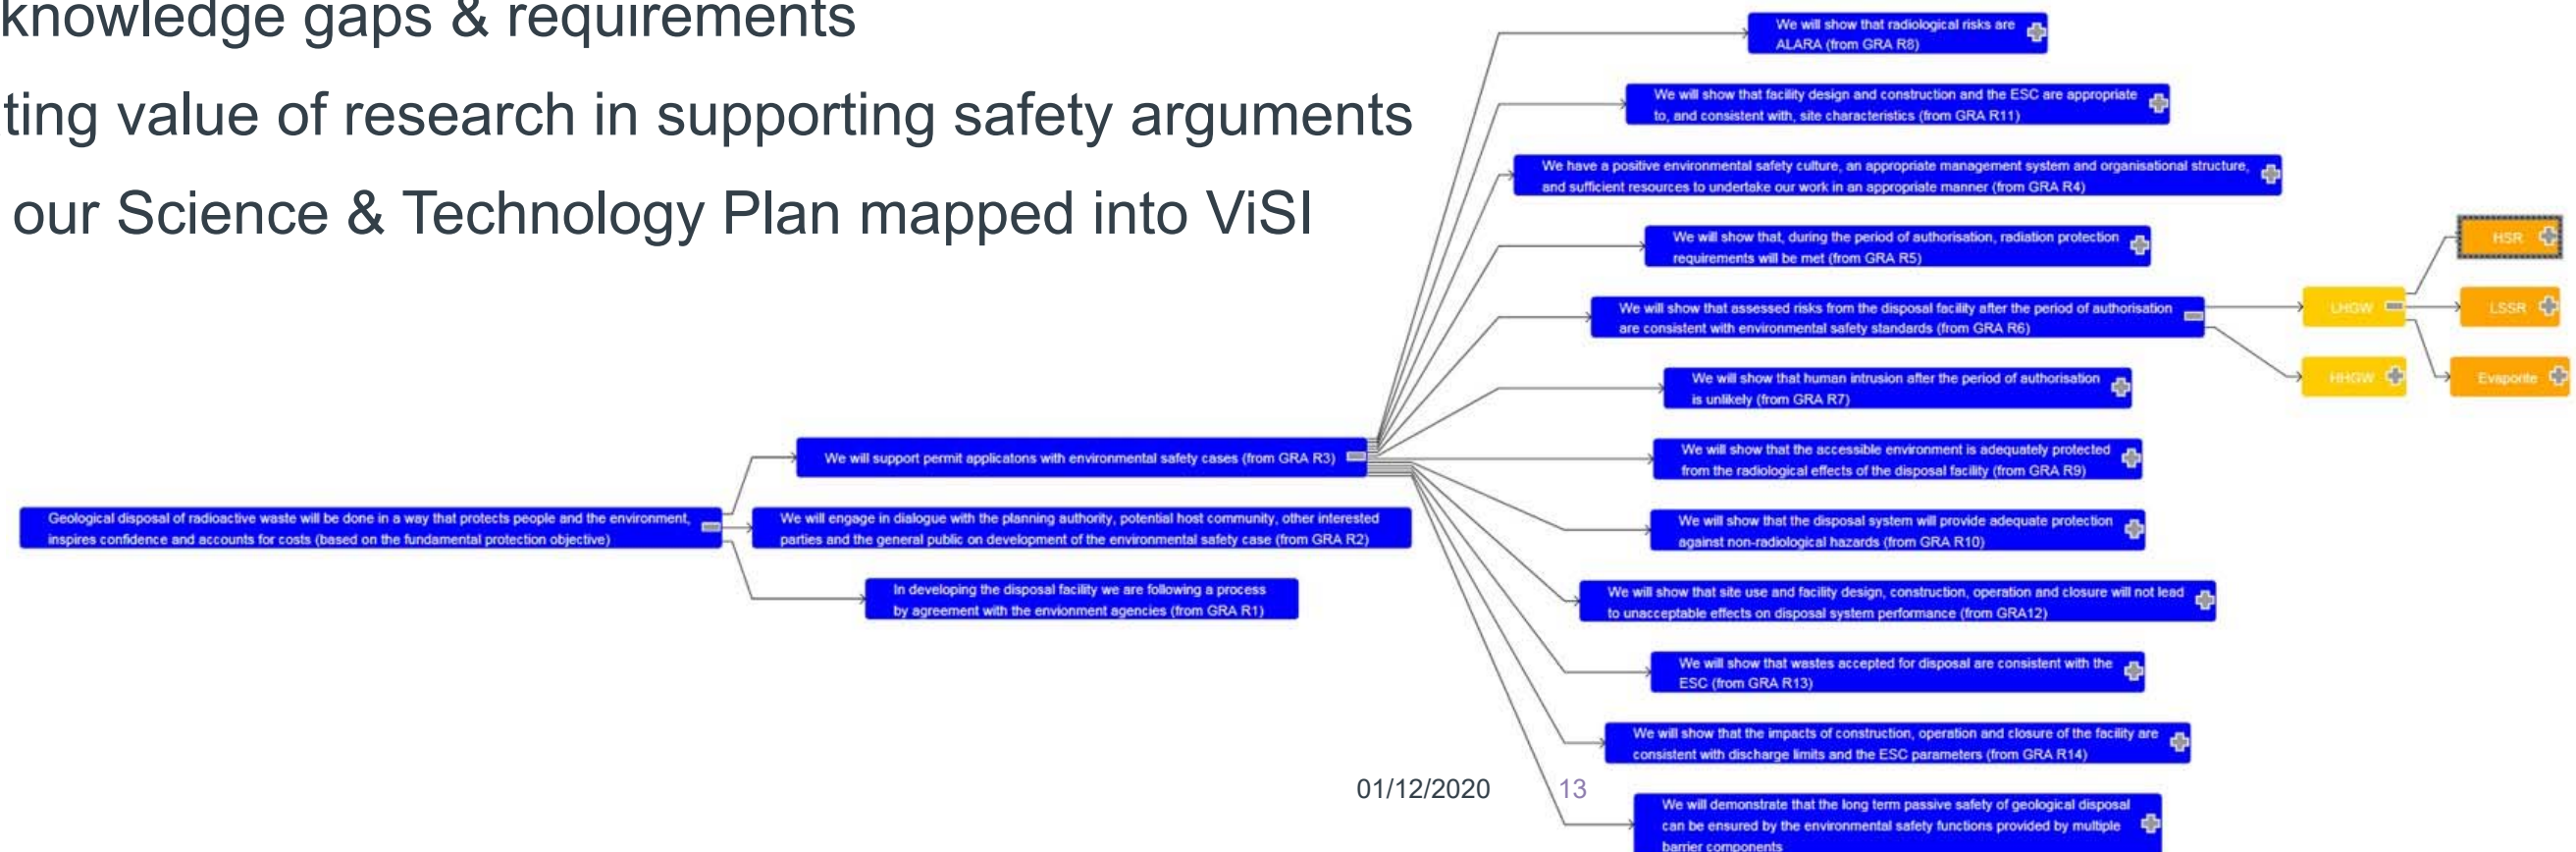 knowledge gaps & requirements
ting value of research in supporting safety arguments
our Science & Technology Plan mapped into ViSI
Geological disposal of radioactive waste will be done in a way that protects people and the environment,
inspires confidence and accounts for costs (based on the fundamental protection objective)
We will support permit applicatons with environmental safety cases (from GRA R3)
We will engage in dialogue with the planning authority, potential host community, other interested
parties and the general public on development of the environmental safety case (from GRA R2)
In developing the disposal facility we are following a process
by agreement with the envionment agencies (from GRA R1)
We will show that radiological risks are
ALARA (from GRA R8)
We will show that facility design and construction and the ESC are appropriate
to, and consistent with, site characteristics (from GRA R11)
We have a positive environmental safety culture, an appropriate management system and organisational structure,
and sufficient resources to undertake our work in an appropriate manner (from GRA R4)
We will show that, during the period of authorisation, radiation protection
requirements will be met (from GRA R5)
We will show that assessed risks from the disposal facility after the period of authorisation
are consistent with environmental safety standards (from GRA R6)
We will show that human intrusion after the period of authorisation
is unlikely (from GRA R7)
We will show that the accessible environment is adequately protected
from the radiological effects of the disposal facility (from GRA R9)
We will show that the disposal system will provide adequate protection
against non-radiological hazards (from GRA R10)
We will show that site use and facility design, construction, operation and closure will not lead
to unacceptable effects on disposal system performance (from GRA12)
We will show that wastes accepted for disposal are consistent with the
ESC (from GRA R13)
We will show that the impacts of construction, operation and closure of the facility are
consistent with discharge limits and the ESC parameters (from GRA R14)
We will demonstrate that the long term passive safety of geological disposal
can be ensured by the environmental safety functions provided by multiple
barrier components
LHGW
HHGW
HSR
LSSR
Evaporite
01/12/2020
13